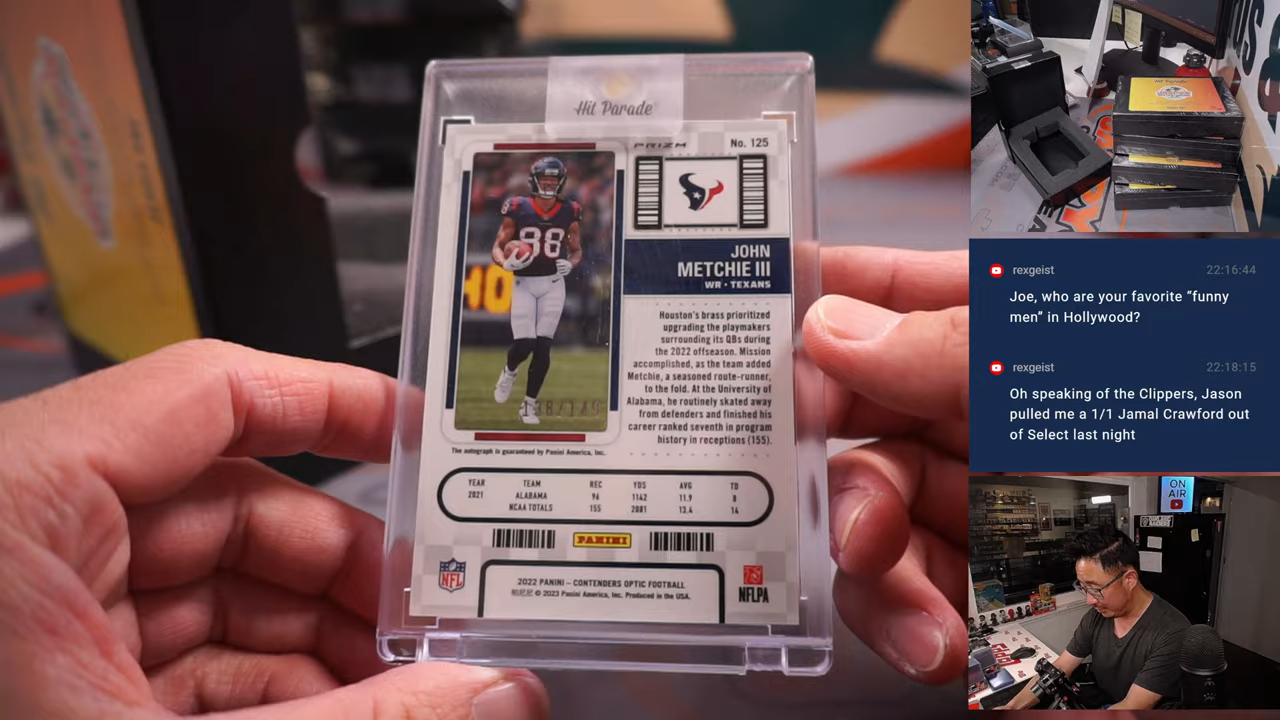 Hit Parade
PRIZM
No. 125
JOHN
METCHIE III
WR • TEXANS
88
Houston's brass prioritized
upgrading the playmakers
surrounding its QBs during
the 2022 offseason. Mission
accomplished, as the team added
Metchie, a seasoned route-runner,
to the fold. At the University of
Alabama, he routinely skated away
from defenders and finished his
career ranked seventh in program
history in receptions (155).
138/149
The autograph is guaranteed by Panini America, Inc.
YEAR TEAM REC YDS AVG TD
2021 ALABAMA 96 1142 11.9 8
NCAA TOTALS 155 2081 13.4 14
PANINI
NFL
NFLPA
2022 PANINI – CONTENDERS OPTIC FOOTBALL
© 2023 Panini America, Inc. Produced in the USA.
Hit Parade
rexgeist 22:16:44
Joe, who are your favorite “funny
men” in Hollywood?
rexgeist 22:18:15
Oh speaking of the Clippers, Jason
pulled me a 1/1 Jamal Crawford out
of Select last night
ON
AIR